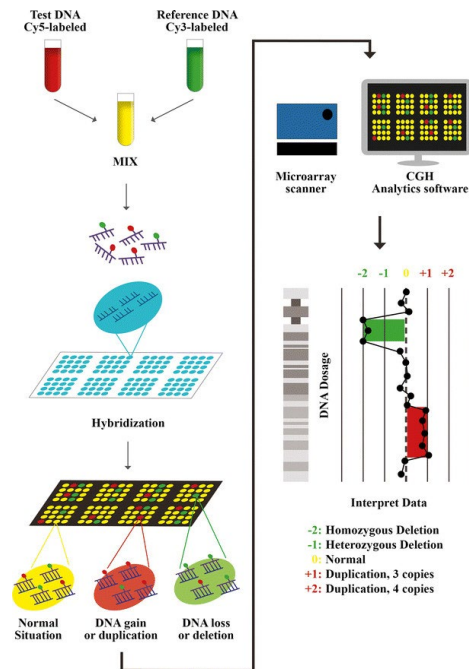 Test DNA
Cy5-labeled
Reference DNA
Cy3-labeled
MIX
Hybridization
Normal
Situation
DNA gain
or duplication
DNA loss
or deletion
Microarray
scanner
CGH
Analytics software
-2 -1 0 +1 +2
DNA Dosage
Interpret Data
-2: Homozygous Deletion
-1: Heterozygous Deletion
0: Normal
+1: Duplication, 3 copies
+2: Duplication, 4 copies